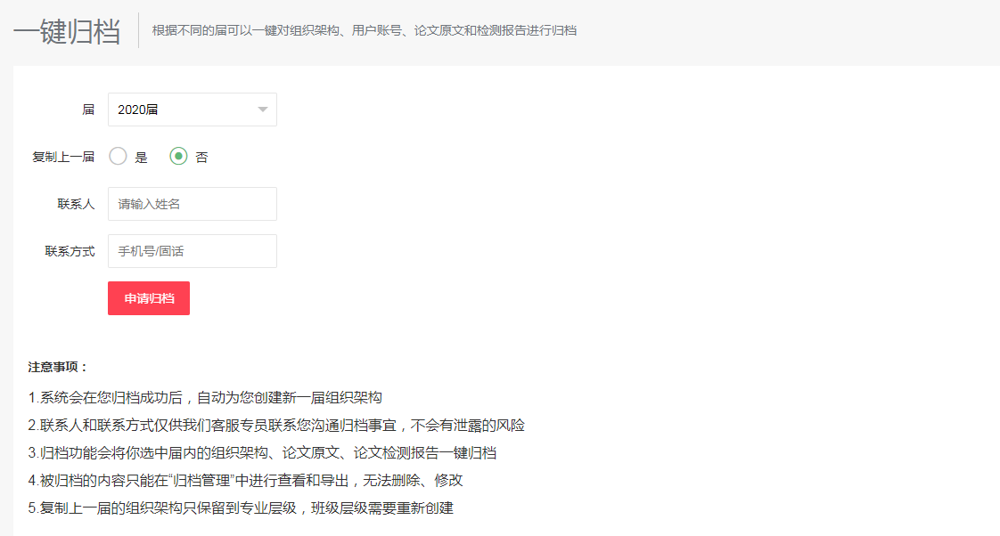 一键归档
根据不同的届可以一键对组织架构、用户账号、论文原文和检测报告进行归档
届 2020届
复制上一届 是 否
联系人 请输入姓名
联系方式 手机号/固话
申请归档
注意事项：
1.系统会在您归档成功后，自动为您创建新一届组织架构
2.联系人和联系方式仅供我们客服专员联系您沟通归档事宜，不会有泄露的风险
3.归档功能会将你选中届内的组织架构、论文原文、论文检测报告一键归档
4.被归档的内容只能在“归档管理”中进行查看和导出，无法删除、修改
5.复制上一届的组织架构只保留到专业层级，班级层级需要重新创建